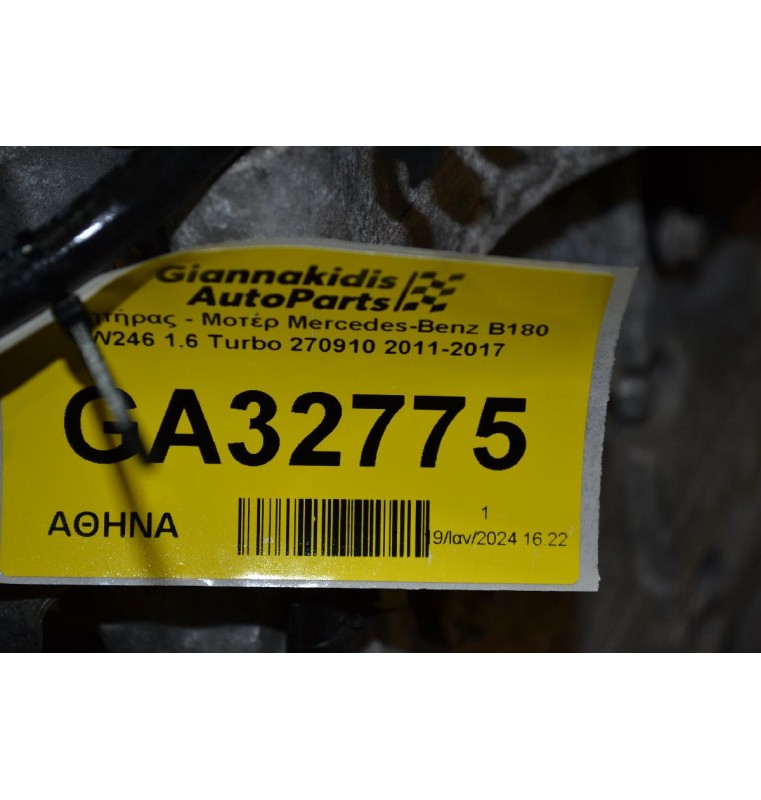 Giannakidis
AutoParts
ητήρας - Μοτέρ Mercedes-Benz B180
W246 1.6 Turbo 270910 2011-2017
GA32775
ΑΘΗΝΑ
1
19/Ιαν/2024 16.22